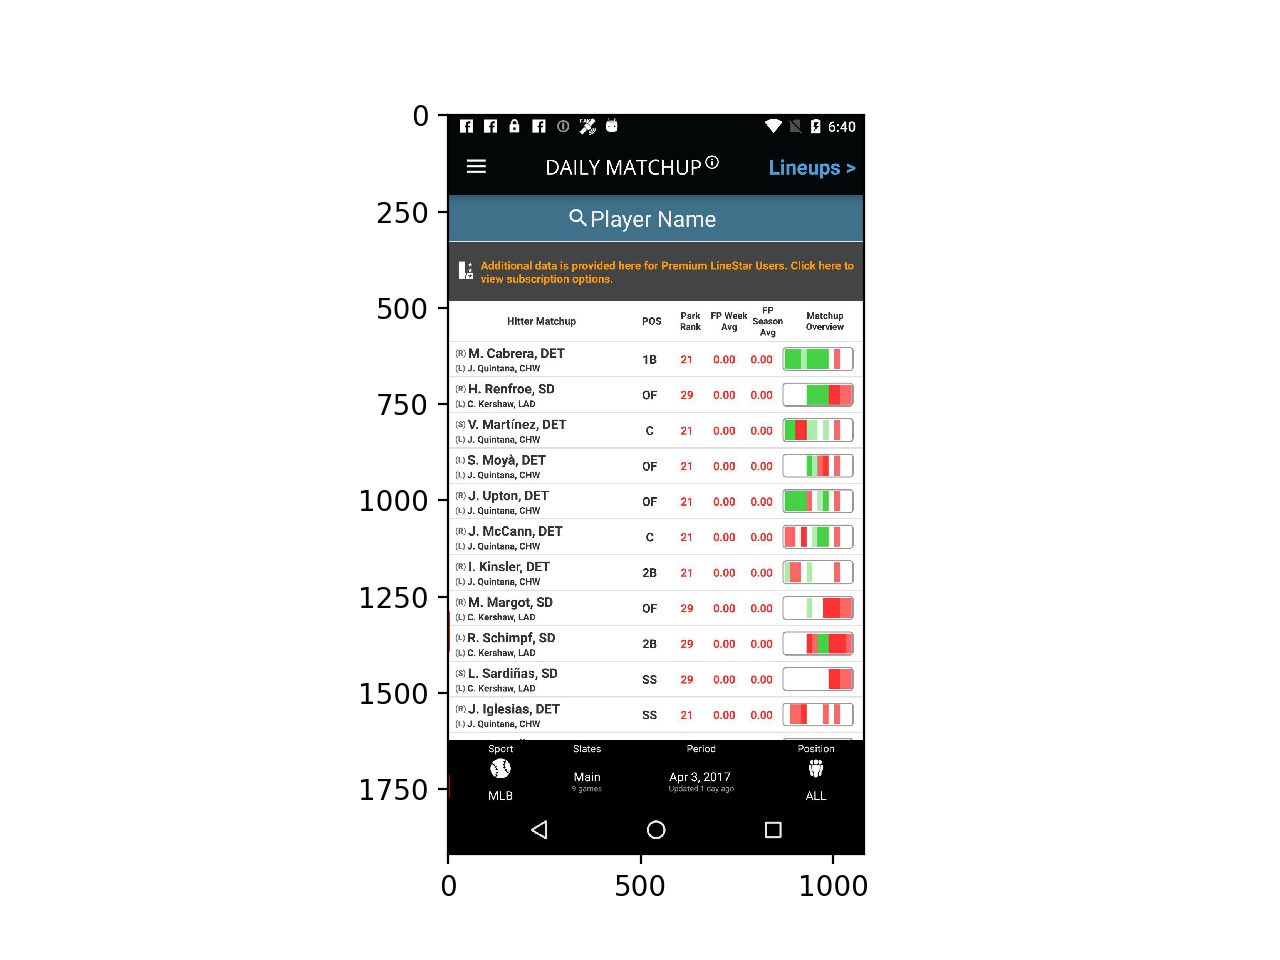 0
6:40
DAILY MATCHUP
Lineups >
250
Player Name
Additional data is provided here for Premium LineStar Users. Click here to
view subscription options.
500
Hitter Matchup POS Park Rank FP Week Avg FP Season Avg Matchup Overview
(R) M. Cabrera, DET 1B 21 0.00 0.00
(L) J. Quintana, CHW
(R) H. Renfroe, SD OF 29 0.00 0.00
(L) C. Kershaw, LAD
750
(S) V. Martínez, DET C 21 0.00 0.00
(L) J. Quintana, CHW
(L) S. Moyà, DET OF 21 0.00 0.00
(L) J. Quintana, CHW
1000
(R) J. Upton, DET OF 21 0.00 0.00
(L) J. Quintana, CHW
(R) J. McCann, DET C 21 0.00 0.00
(L) J. Quintana, CHW
(R) I. Kinsler, DET 2B 21 0.00 0.00
(L) J. Quintana, CHW
1250
(R) M. Margot, SD OF 29 0.00 0.00
(L) C. Kershaw, LAD
(L) R. Schimpf, SD 2B 29 0.00 0.00
(L) C. Kershaw, LAD
(S) L. Sardiñas, SD SS 29 0.00 0.00
(L) C. Kershaw, LAD
1500
(R) J. Iglesias, DET SS 21 0.00 0.00
(L) J. Quintana, CHW
Sport Slates Period Position
Main Apr 3, 2017
9 games Updated 1 day ago
1750
MLB ALL
0 500 1000